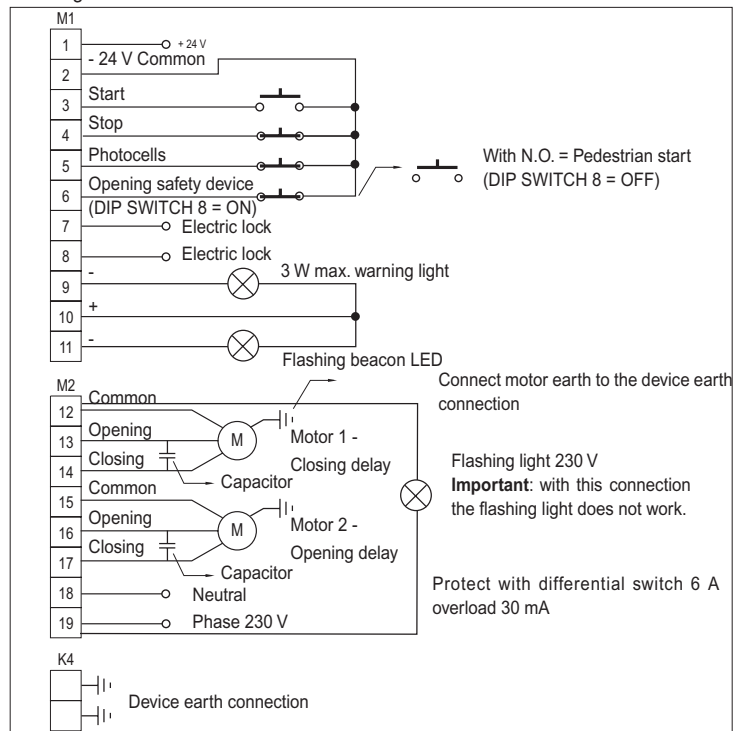 M1
1
+ 24 V
- 24 V Common
2
Start
3
Stop
4
Photocells
5
With N.O. = Pedestrian start
(DIP SWITCH 8 = OFF)
Opening safety device
6
(DIP SWITCH 8 = ON)
7
Electric lock
8
Electric lock
-
9
3 W max. warning light
+
10
-
11
Flashing beacon LED
M2
Connect motor earth to the device earth
connection
Common
12
Opening
13
M
Motor 1 -
Closing delay
Closing
14
Capacitor
Common
15
Flashing light 230 V
Important: with this connection
the flashing light does not work.
Opening
16
M
Motor 2 -
Opening delay
Closing
17
Capacitor
18
Neutral
19
Phase 230 V
Protect with differential switch 6 A
overload 30 mA
K4
Device earth connection